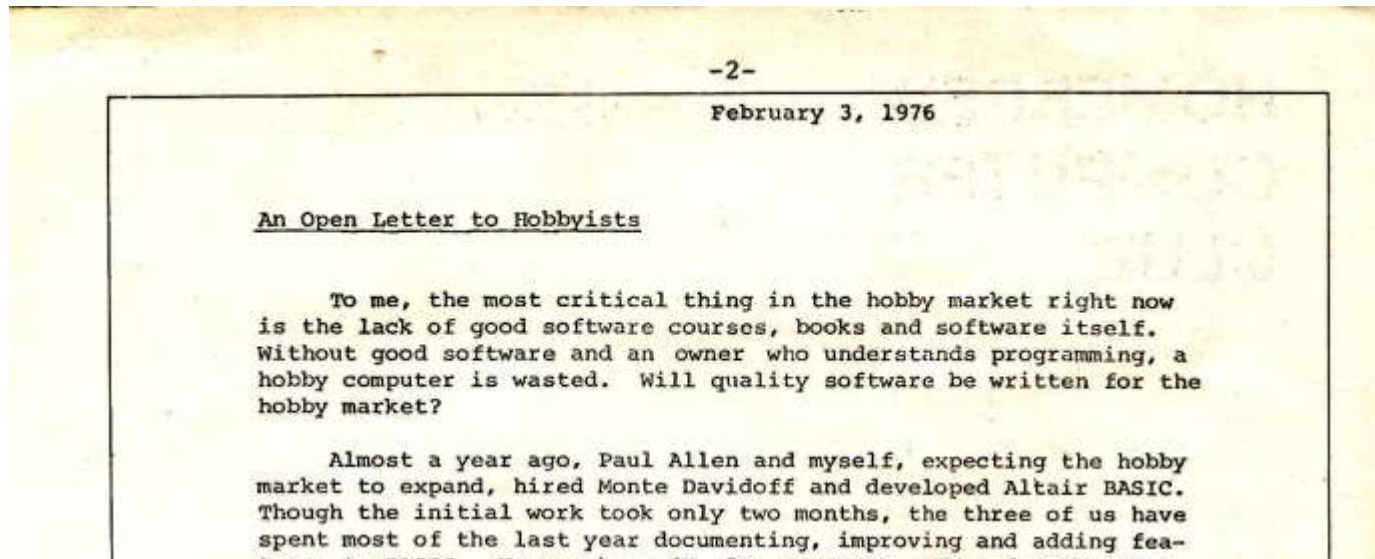 -2-
February 3, 1976
An Open Letter to Hobbyists
To me, the most critical thing in the hobby market right now
is the lack of good software courses, books and software itself.
Without good software and an owner who understands programming, a
hobby computer is wasted. Will quality software be written for the
hobby market?
Almost a year ago, Paul Allen and myself, expecting the hobby
market to expand, hired Monte Davidoff and developed Altair BASIC.
Though the initial work took only two months, the three of us have
spent most of the last year documenting, improving and adding fea-